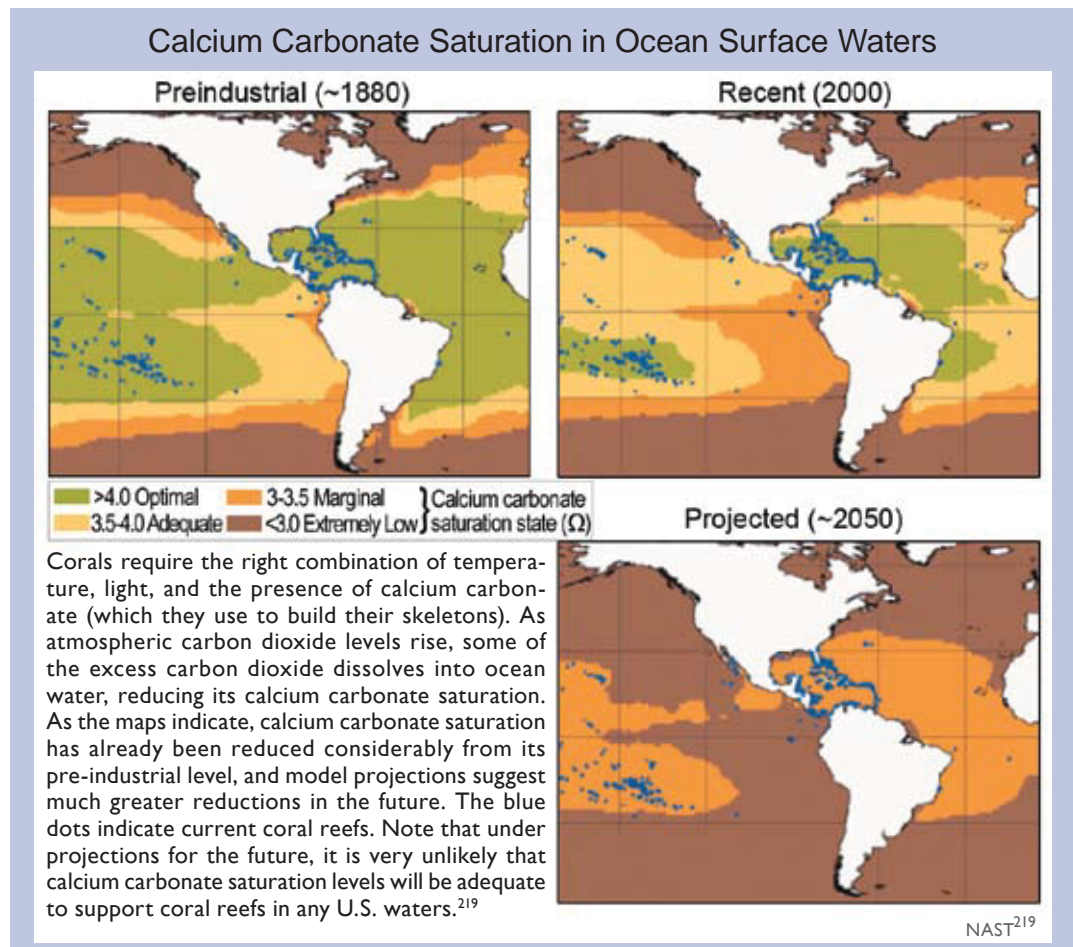 Calcium Carbonate Saturation in Ocean Surface Waters
Preindustrial (~1880)
Recent (2000)
>4.0 Optimal
3-3.5 Marginal
3.5-4.0 Adequate
<3.0 Extremely Low
}Calcium carbonate
saturation state (Ω)
Projected (~2050)
Corals require the right combination of tempera-
ture, light, and the presence of calcium carbon-
ate (which they use to build their skeletons). As
atmospheric carbon dioxide levels rise, some of
the excess carbon dioxide dissolves into ocean
water, reducing its calcium carbonate saturation.
As the maps indicate, calcium carbonate saturation
has already been reduced considerably from its
pre-industrial level, and model projections suggest
much greater reductions in the future. The blue
dots indicate current coral reefs. Note that under
projections for the future, it is very unlikely that
calcium carbonate saturation levels will be adequate
to support coral reefs in any U.S. waters.²¹⁹
NAST²¹⁹